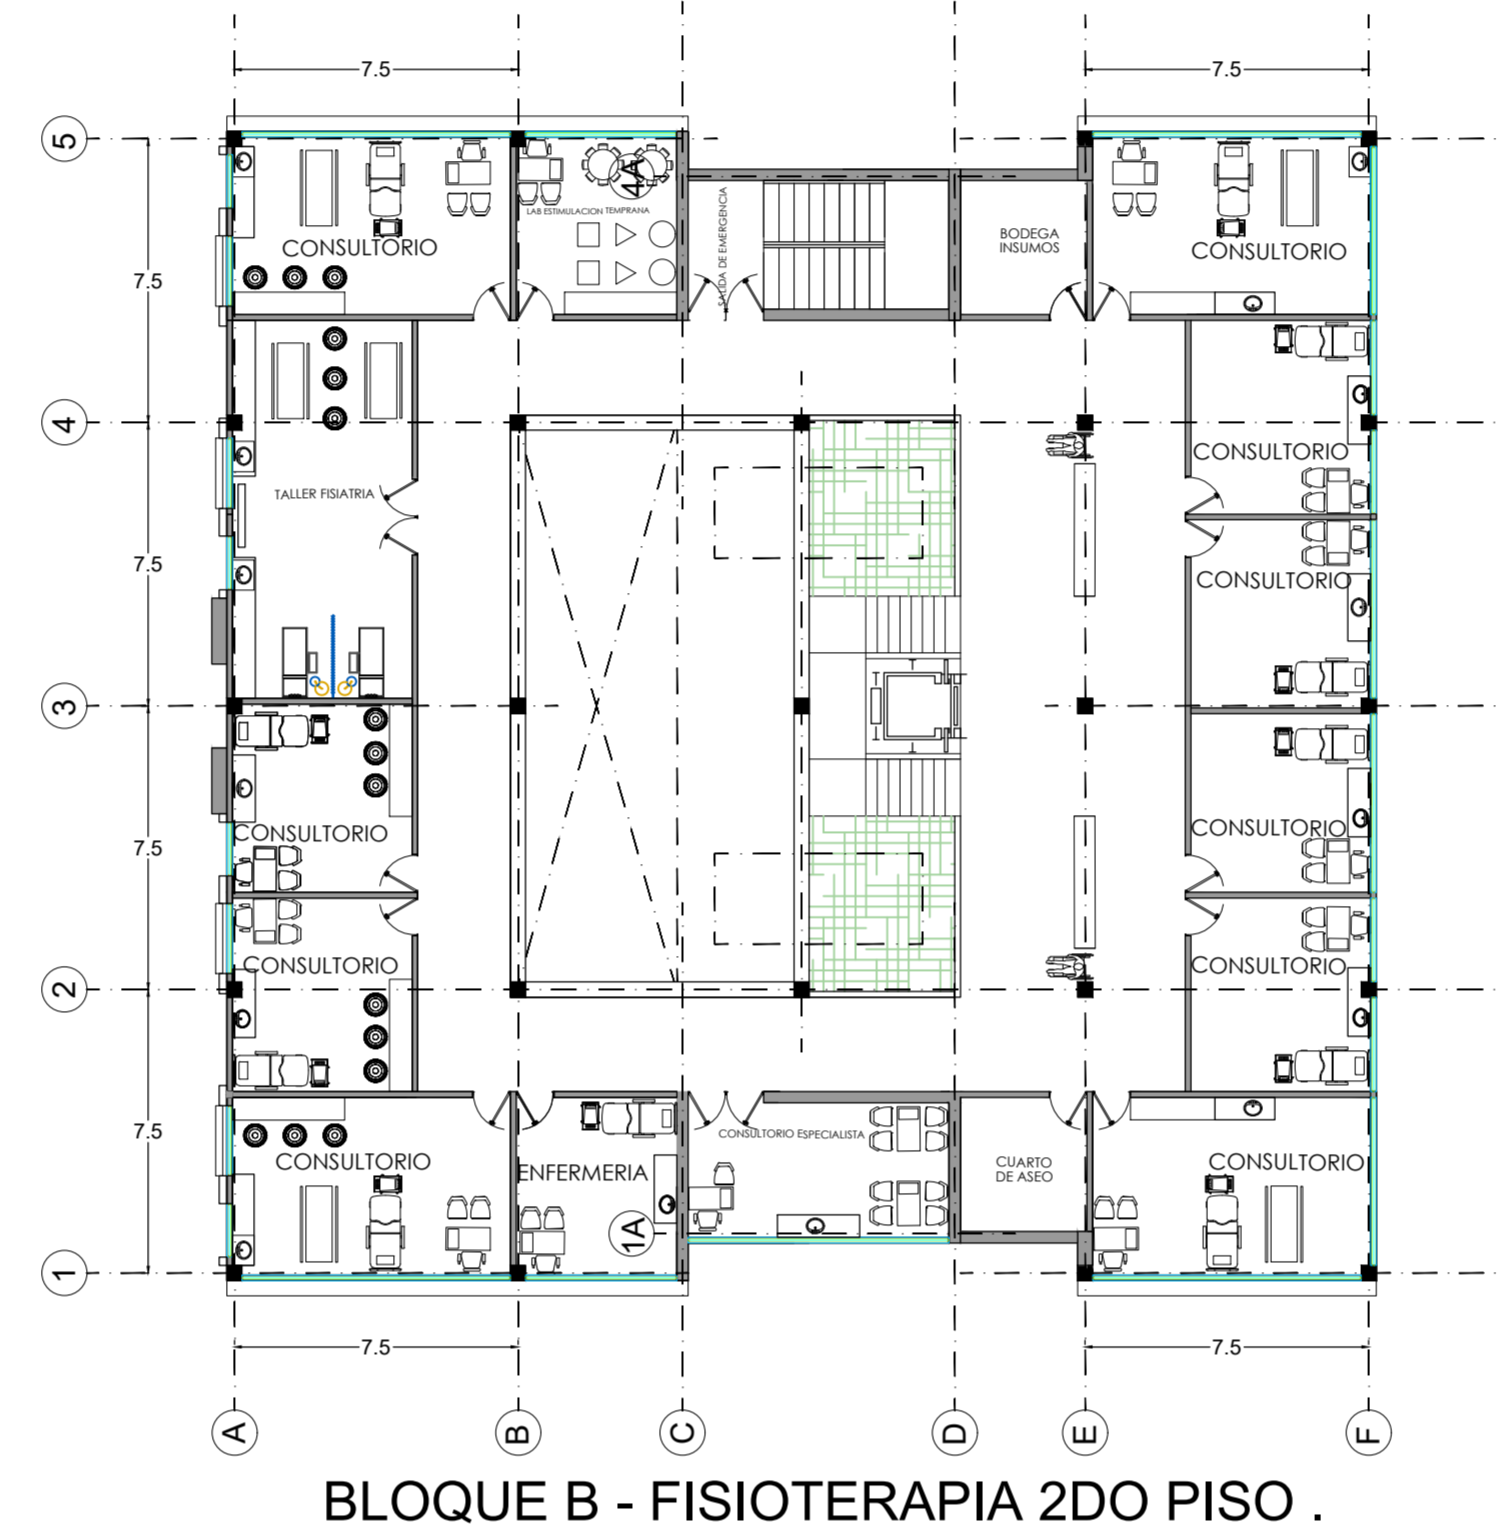 7.5
7.5
5
4A
LAB ESTIMULACION TEMPRANA
SALIDA DE EMERGENCIA
BODEGA
INSUMOS
CONSULTORIO
CONSULTORIO
7.5
4
CONSULTORIO
TALLER FISIATRIA
7.5
CONSULTORIO
3
CONSULTORIO
CONSULTORIO
7.5
CONSULTORIO
CONSULTORIO
2
7.5
CONSULTORIO ESPECIALISTA
CONSULTORIO
ENFERMERIA
CUARTO
DE ASEO
CONSULTORIO
1A
1
7.5
7.5
A
B
C
D
E
F
BLOQUE B - FISIOTERAPIA 2DO PISO .